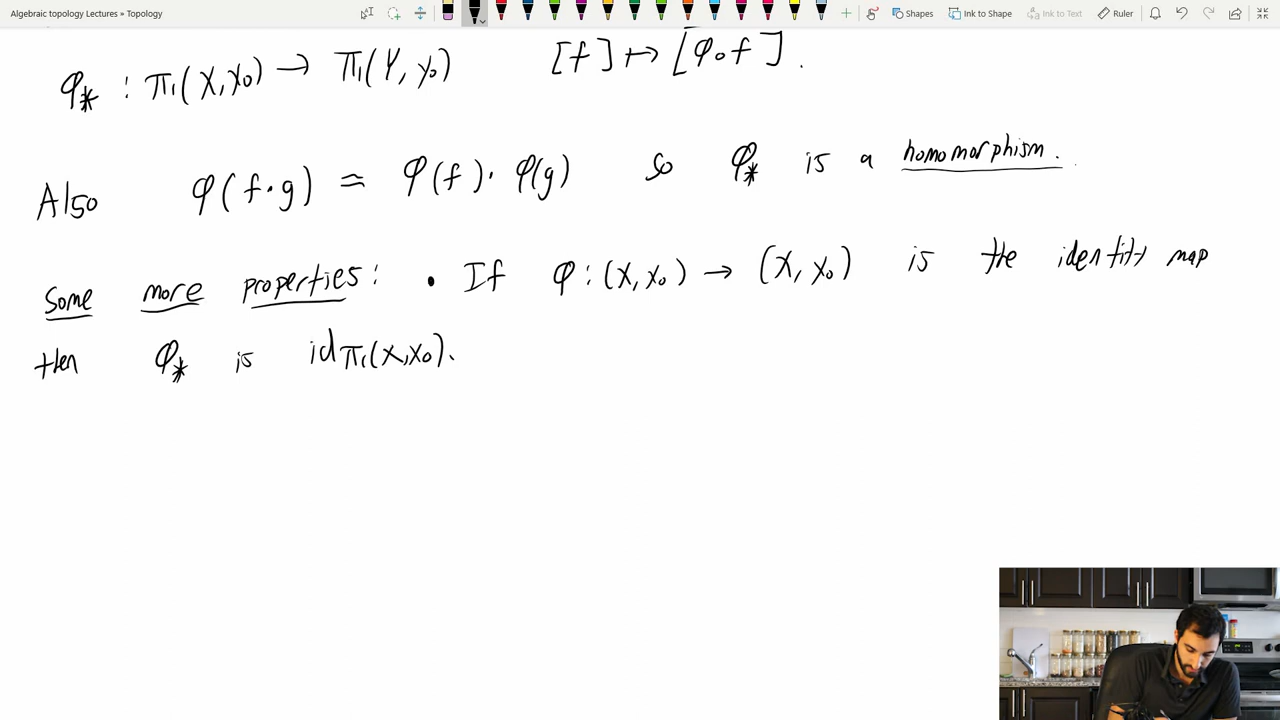 Algebraic topology Lectures » Topology
Shapes Ink to Shape Ink to Text Ruler
φ* : π₁(X, x₀) → π₁(Y, y₀) [f] ↦ [φ∘f].
Also φ(f·g) ≃ φ(f)·φ(g) so φ* is a homomorphism.
Some more properties: • If φ : (X, x₀) → (X, x₀) is the identity map
then φ* is id π₁(X, x₀).